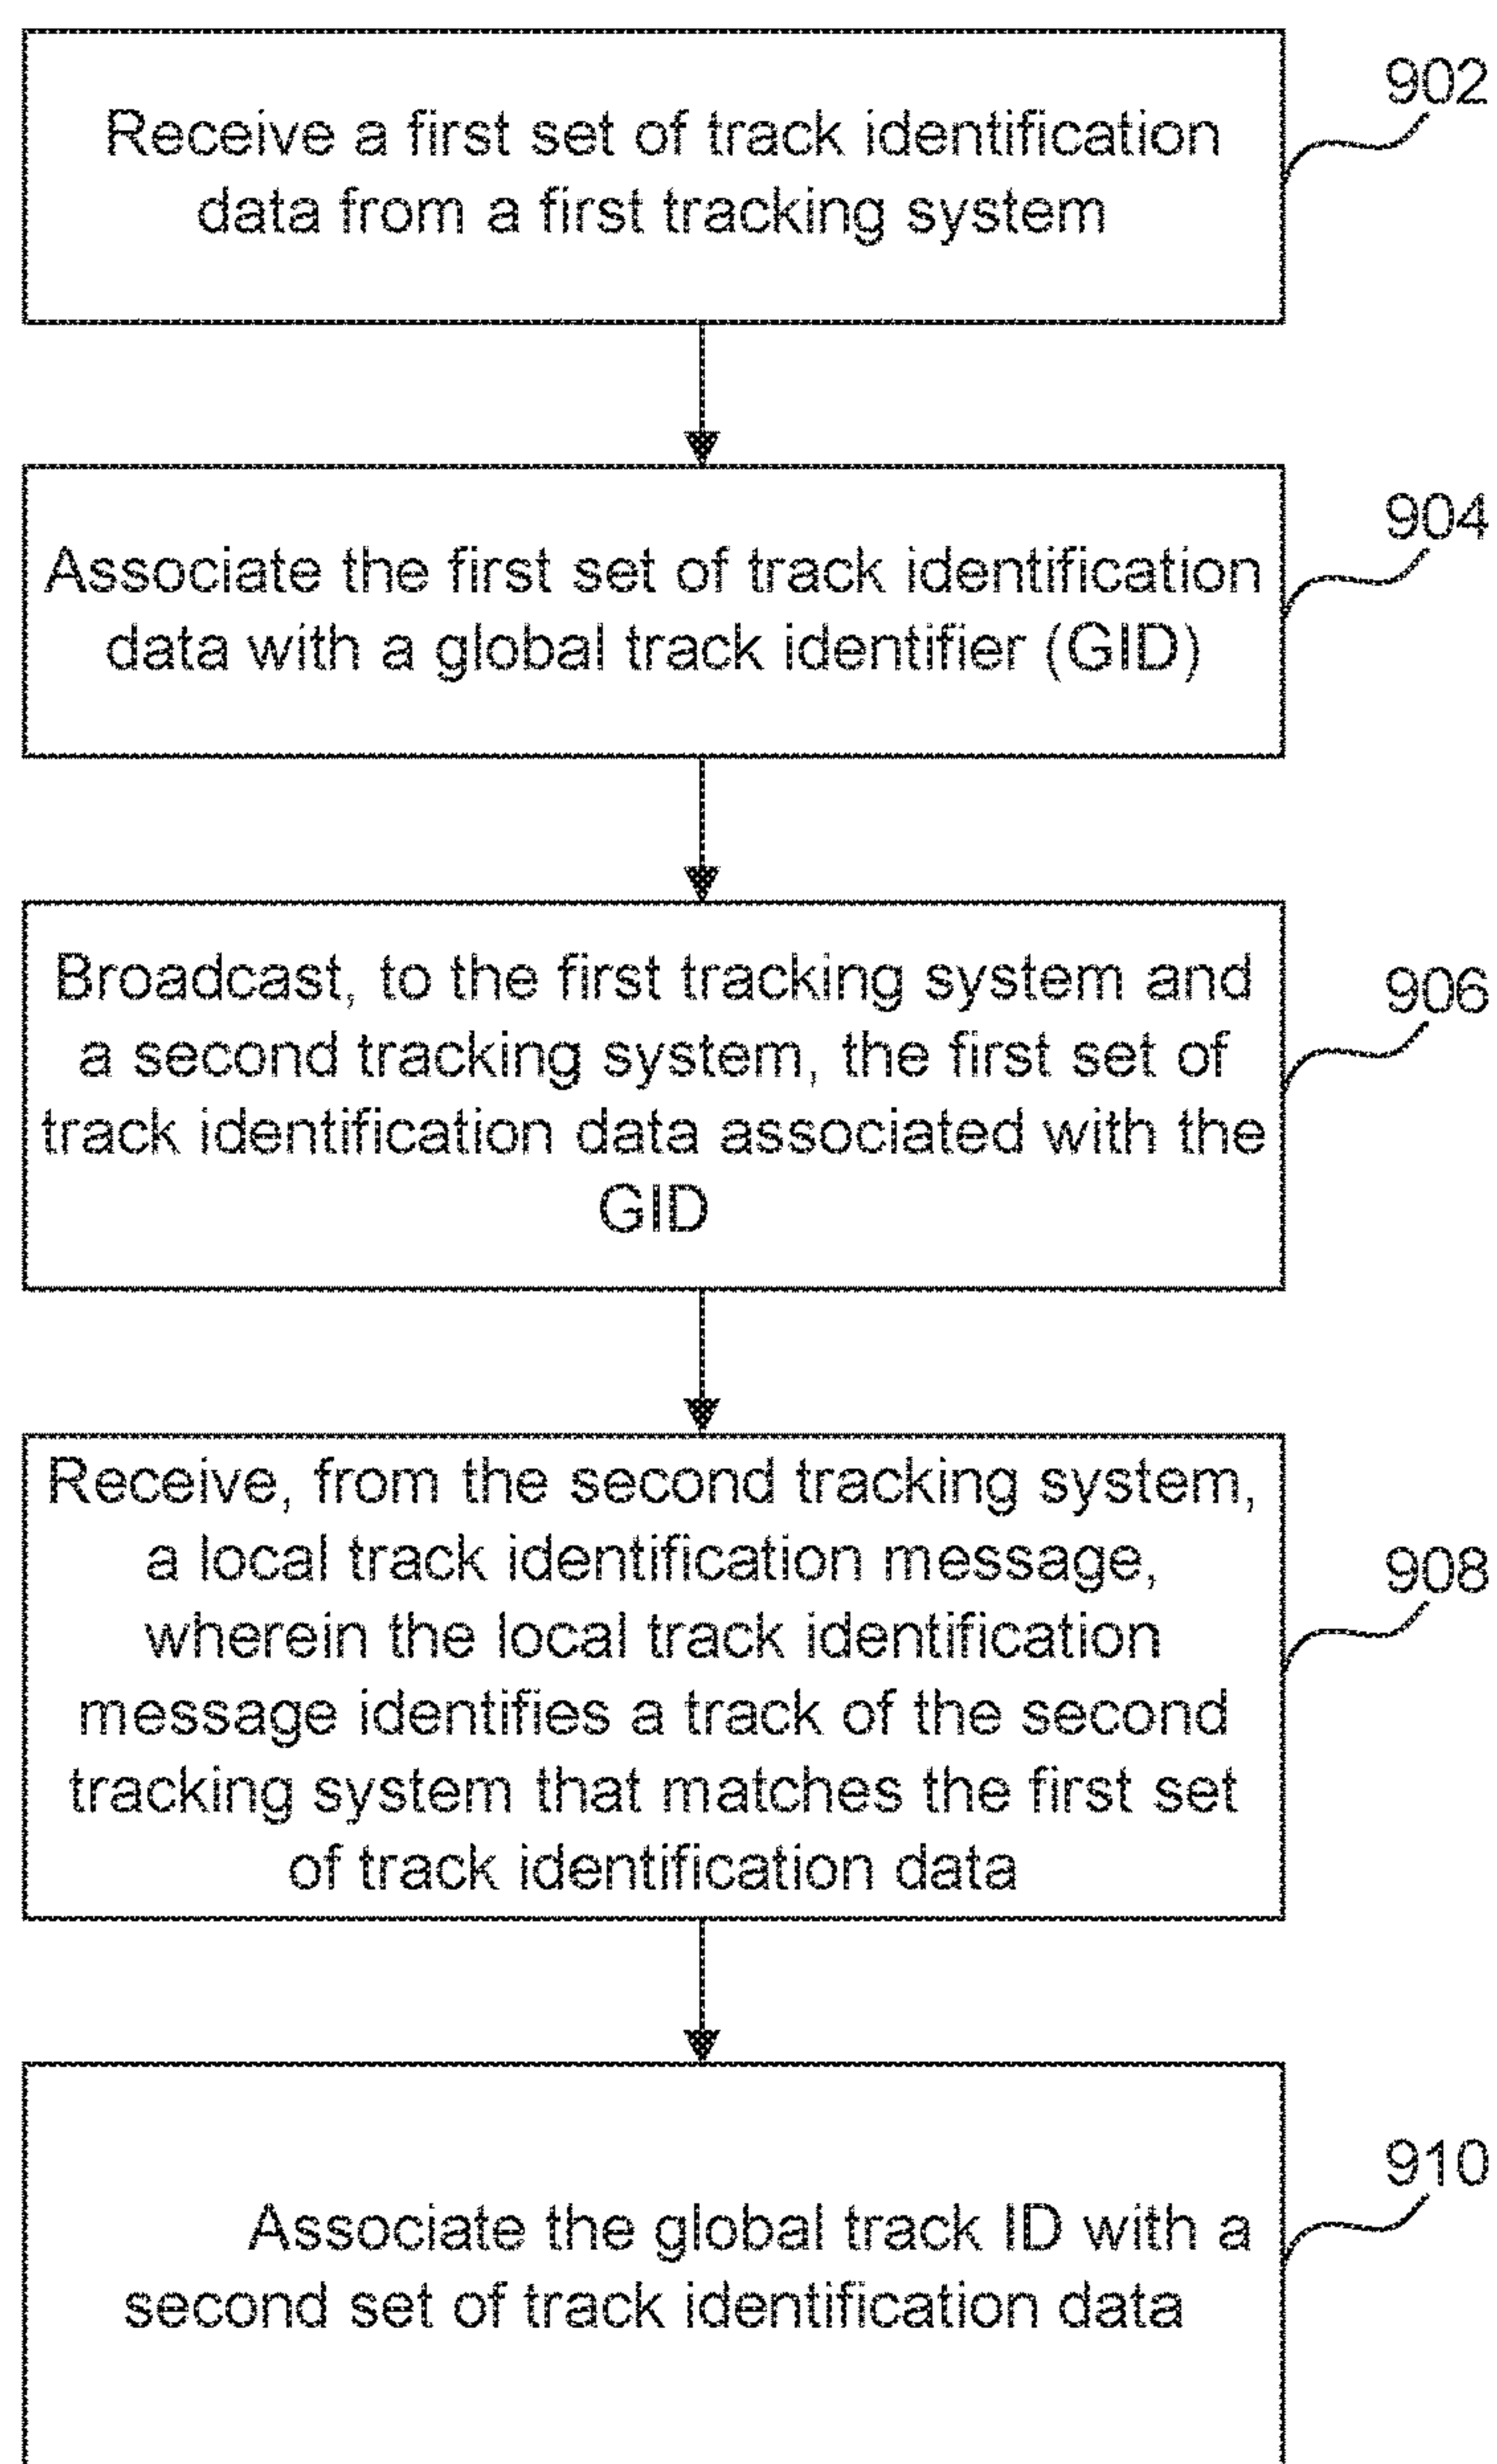 902
Receive a first set of track identification
data from a first tracking system
904
Associate the first set of track identification
data with a global track identifier (GID)
906
Broadcast, to the first tracking system and
a second tracking system, the first set of
track identification data associated with the
GID
908
Receive, from the second tracking system,
a local track identification message,
wherein the local track identification
message identifies a track of the second
tracking system that matches the first set
of track identification data
910
Associate the global track ID with a
second set of track identification data